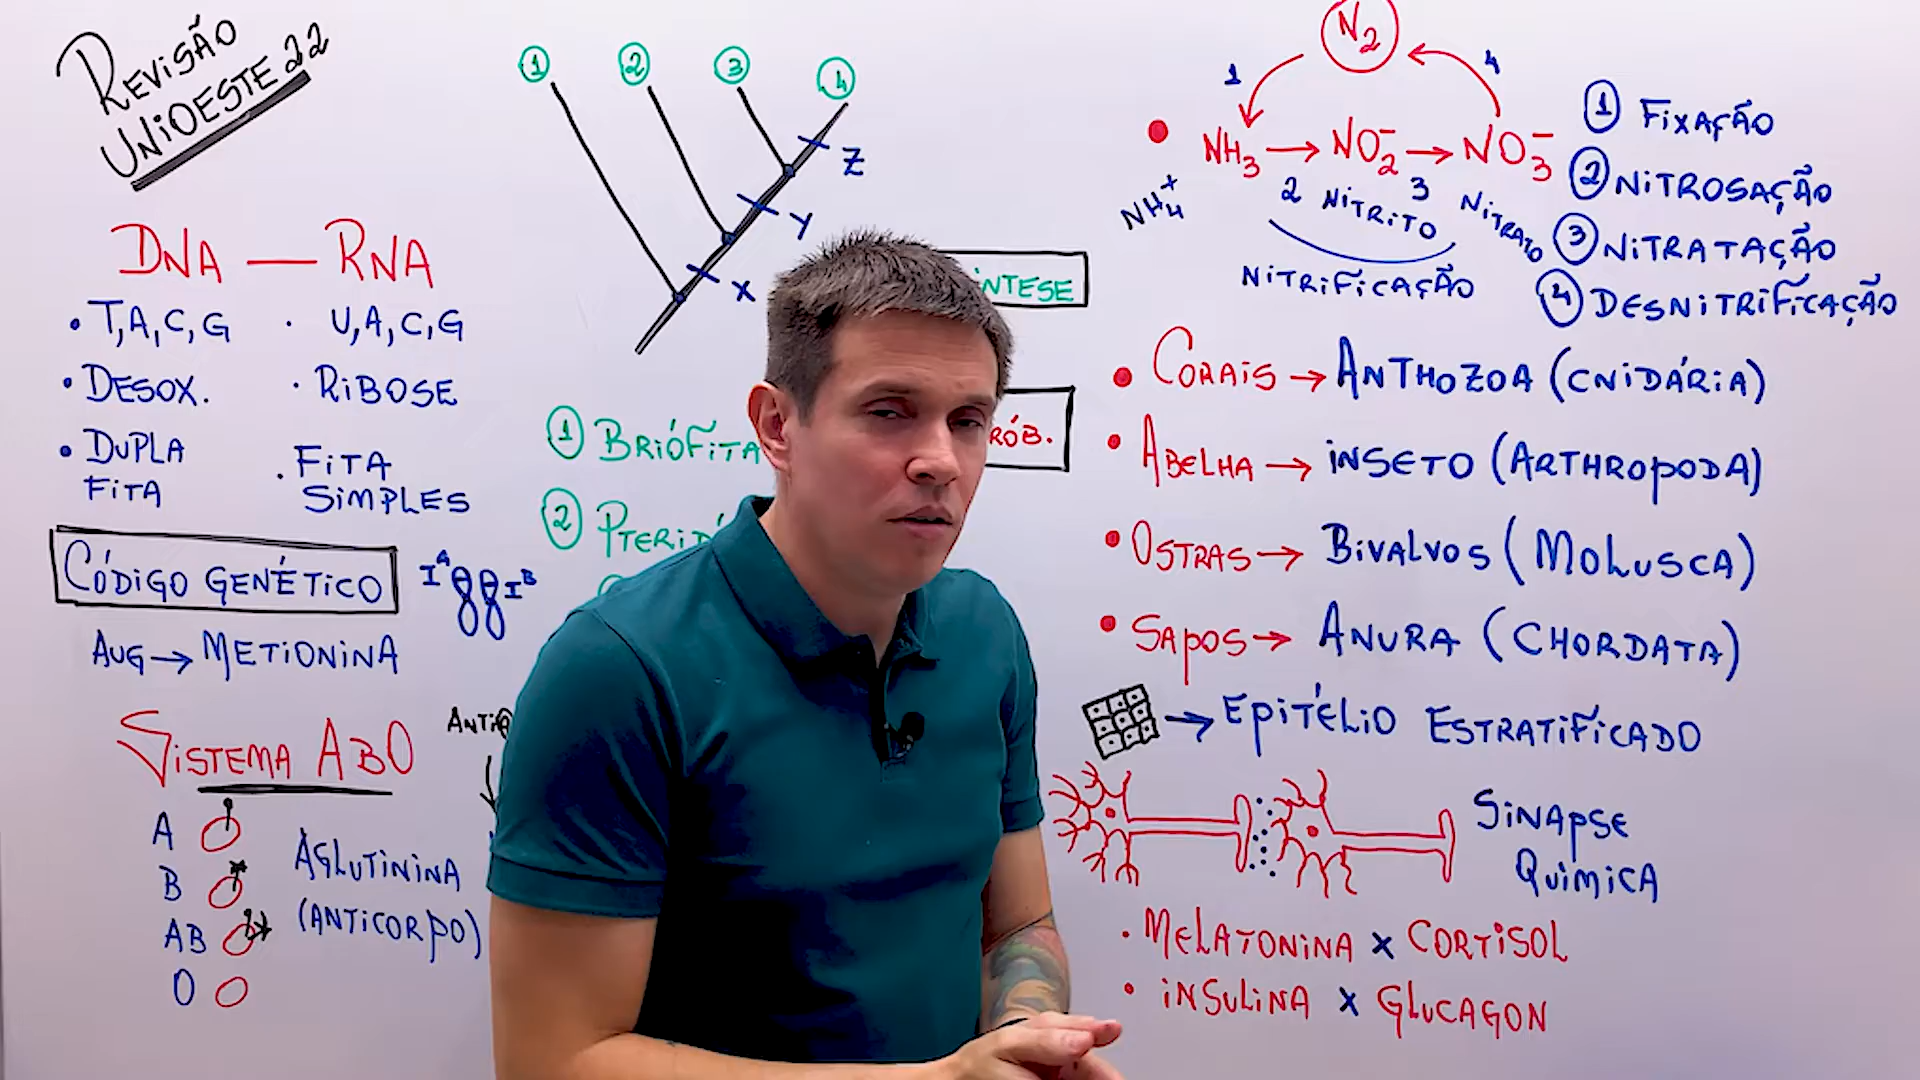 REVISÃO
UNIOESTE 22
DNA — RNA
• T, A, C, G
• U, A, C, G
• DESOX.
• RIBOSE
• DUPLA
FITA
• FITA
SIMPLES
CÓDIGO GENÉTICO
AUG → METIONINA
I^A I^B
SISTEMA ABO
A
B
AB
O
AGLUTININA
(ANTICORPO)
1 2 3 4
Z
Y
X
1 BRIÓFITA
2
N2
1 4
• NH3 → NO2^- → NO3^-
NH4^+
2 NITRITO 3 NITRATO
NITRIFICAÇÃO
1 FIXAÇÃO
2 NITROSAÇÃO
3 NITRATAÇÃO
4 DESNITRIFICAÇÃO
• CORAIS → ANTHOZOA (CNIDÁRIA)
• ABELHA → INSETO (ARTHROPODA)
• OSTRAS → BIVALVOS (MOLUSCA)
• SAPOS → ANURA (CHORDATA)
→ EPITÉLIO ESTRATIFICADO
SINAPSE
QUÍMICA
• MELATONINA X CORTISOL
• INSULINA X GLUCAGON